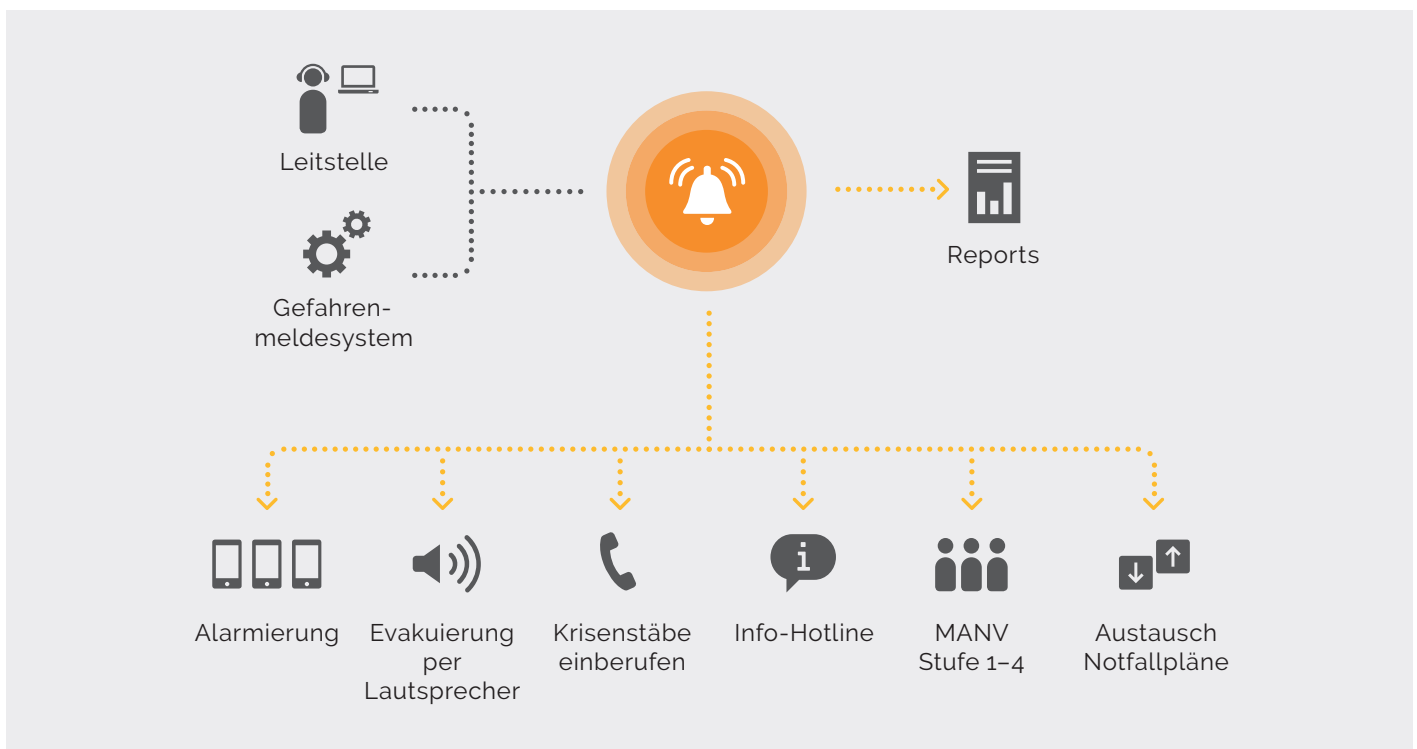 Leitstelle
Gefahren-
meldesystem
Reports
Alarmierung
Evakuierung
per
Lautsprecher
Krisenstäbe
einberufen
Info-Hotline
MANV
Stufe 1–4
Austausch
Notfallpläne